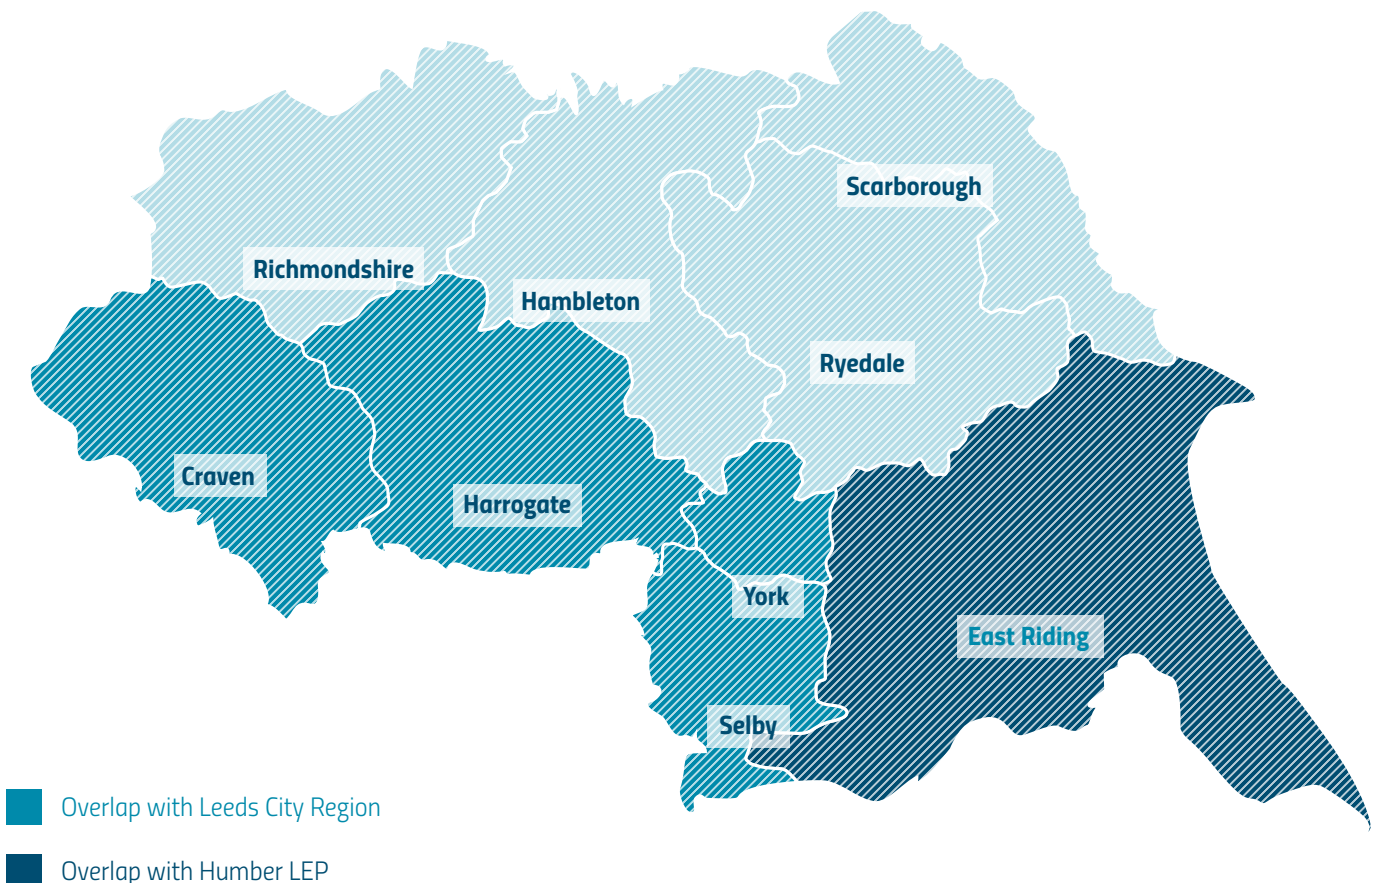 Scarborough
Richmondshire
Hambleton
Ryedale
Craven
Harrogate
York
East Riding
Selby
Overlap with Leeds City Region
Overlap with Humber LEP